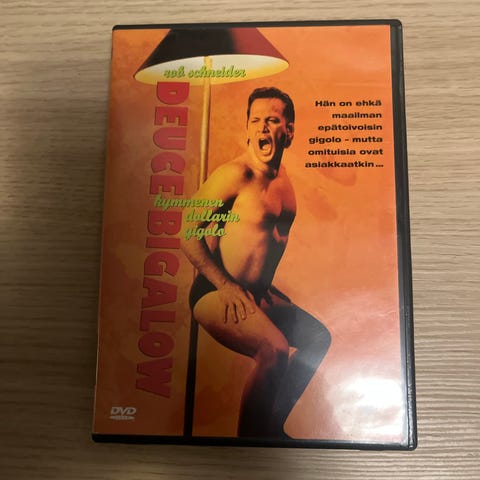 rob schneider
DEUCE BIGALOW
kymmenen
dollarin
gigolo
Hän on ehkä
maailman
epätoivoisin
gigolo - mutta
omituisia ovat
asiakkaatkin...
DVD